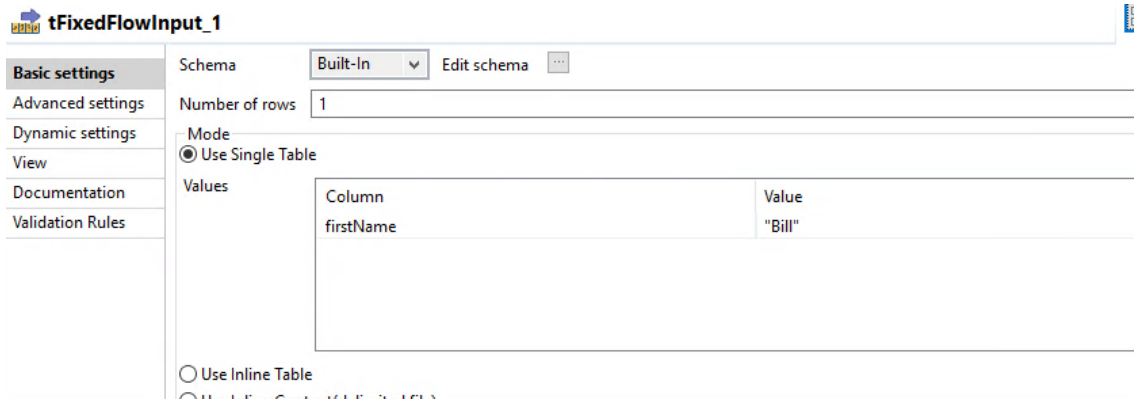 tFixedFlowInput_1
Basic settings
Advanced settings
Dynamic settings
View
Documentation
Validation Rules
Schema Built-In Edit schema ...
Number of rows 1
Mode
Use Single Table
Values
Column Value
firstName "Bill"
Use Inline Table